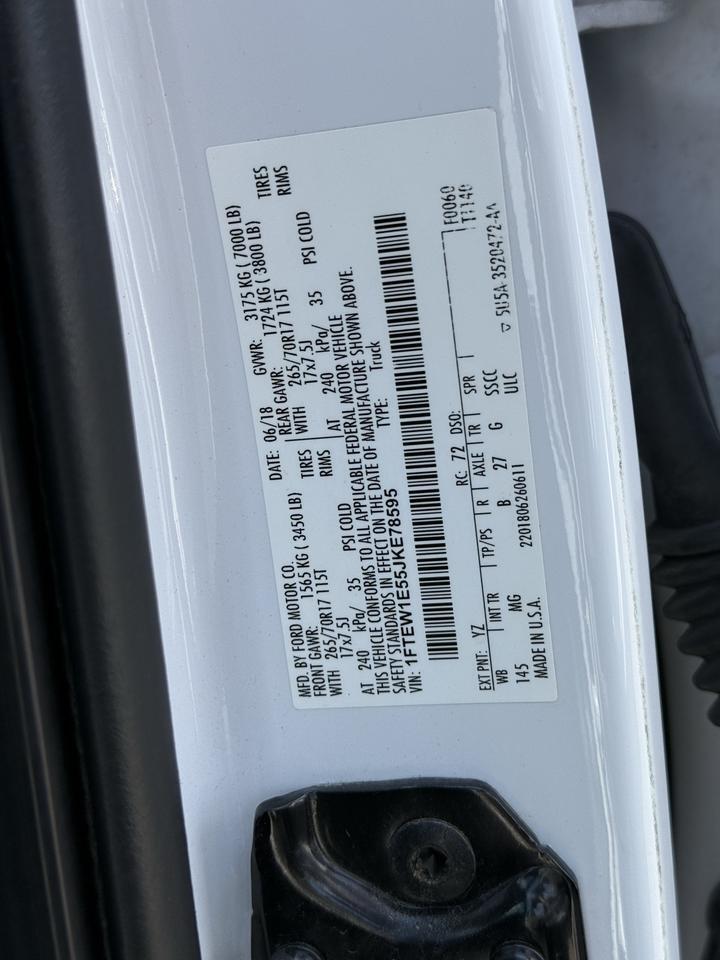 MFD. BY FORD MOTOR CO.
DATE: 06/18 GVWR: 3175 KG ( 7000 LB)
FRONT GAWR: 1565 KG ( 3450 LB) REAR GAWR: 1724 KG ( 3800 LB)
WITH 265/70R17 115T TIRES WITH 265/70R17 115T TIRES
17x7.5J RIMS 17x7.5J RIMS
AT 240 kPa/ 35 PSI COLD AT 240 kPa/ 35 PSI COLD
THIS VEHICLE CONFORMS TO ALL APPLICABLE FEDERAL MOTOR VEHICLE
SAFETY STANDARDS IN EFFECT ON THE DATE OF MANUFACTURE SHOWN ABOVE.
VIN: 1FTEW1E55JKE78595 TYPE: Truck
F0060
T1140
EXT PNT: YZ RC: 72 DSO:
WB INT TR TP/PS R AXLE TR SPR
145 MG B 27 G SSCC
MADE IN U.S.A. 2201806260611 ULC
▽ 5U5A-3520472-AA